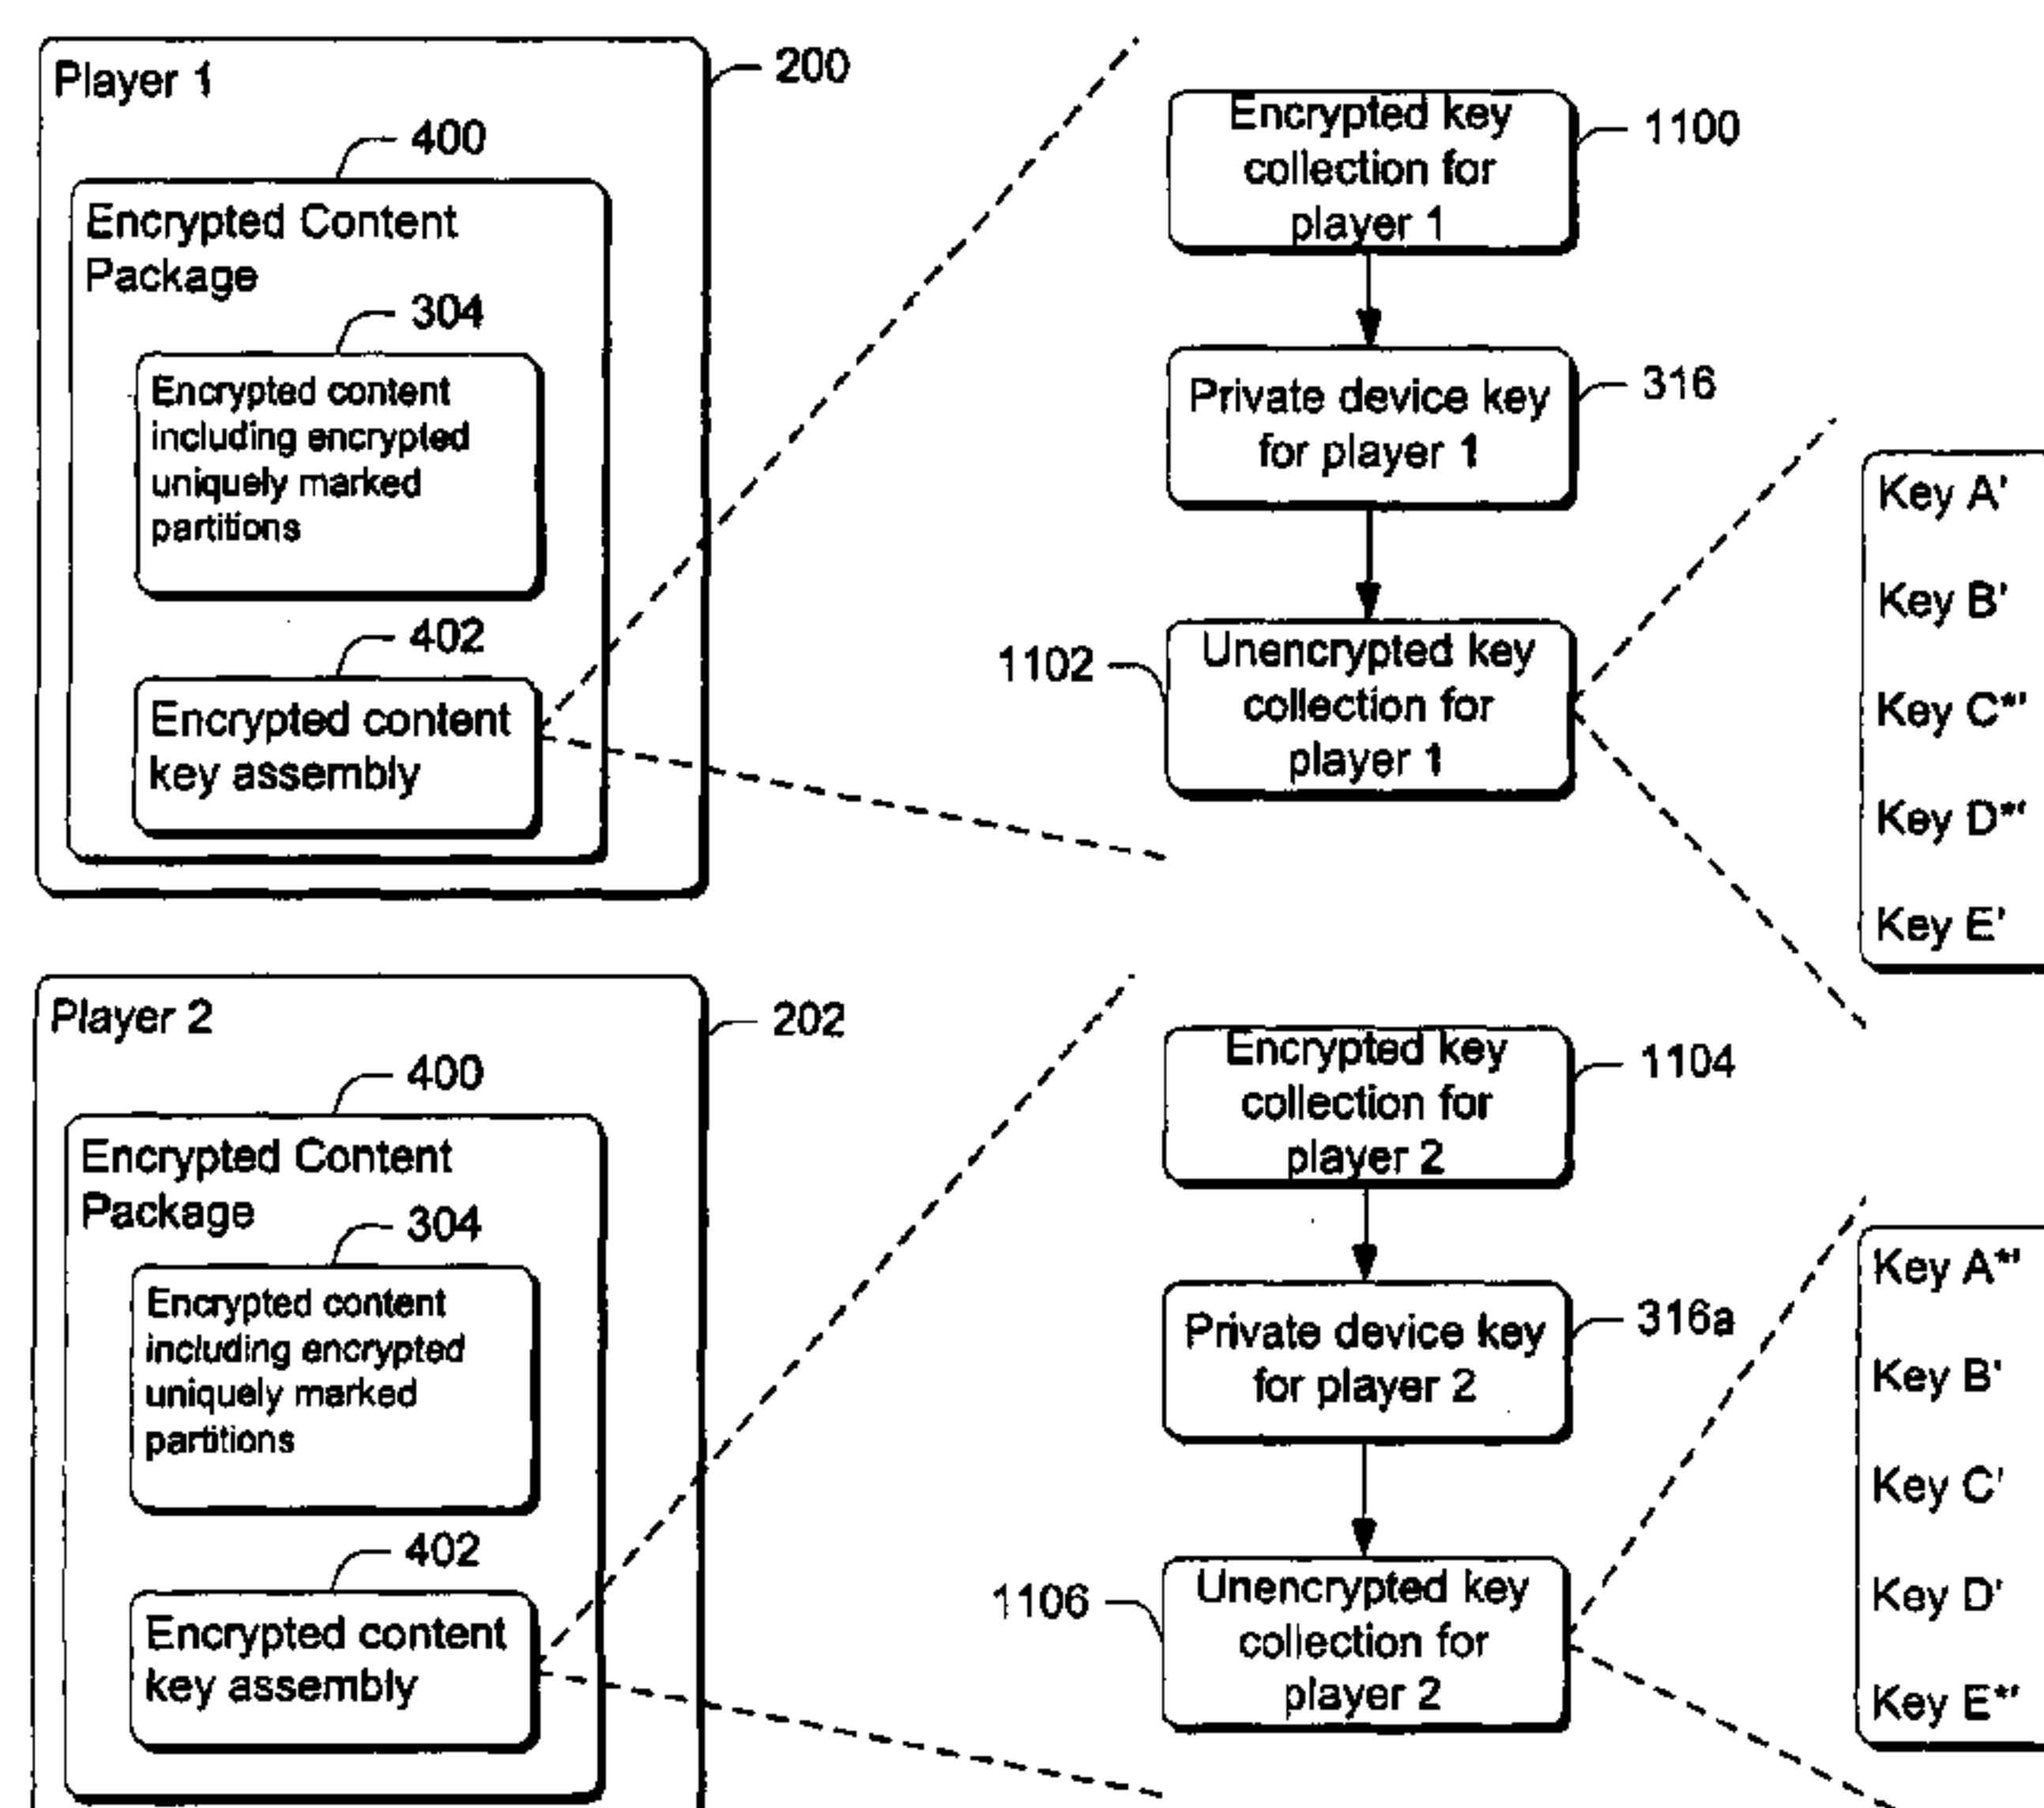 Player 1
200
400
Encrypted Content
Package
304
Encrypted content
including encrypted
uniquely marked
partitions
402
Encrypted content
key assembly
Encrypted key
collection for
player 1
1100
Private device key
for player 1
316
1102
Unencrypted key
collection for
player 1
Key A'
Key B'
Key C*'
Key D*'
Key E'
Player 2
202
400
Encrypted Content
Package
304
Encrypted content
including encrypted
uniquely marked
partitions
402
Encrypted content
key assembly
Encrypted key
collection for
player 2
1104
Private device key
for player 2
316a
1106
Unencrypted key
collection for
player 2
Key A*'
Key B'
Key C'
Key D'
Key E*'